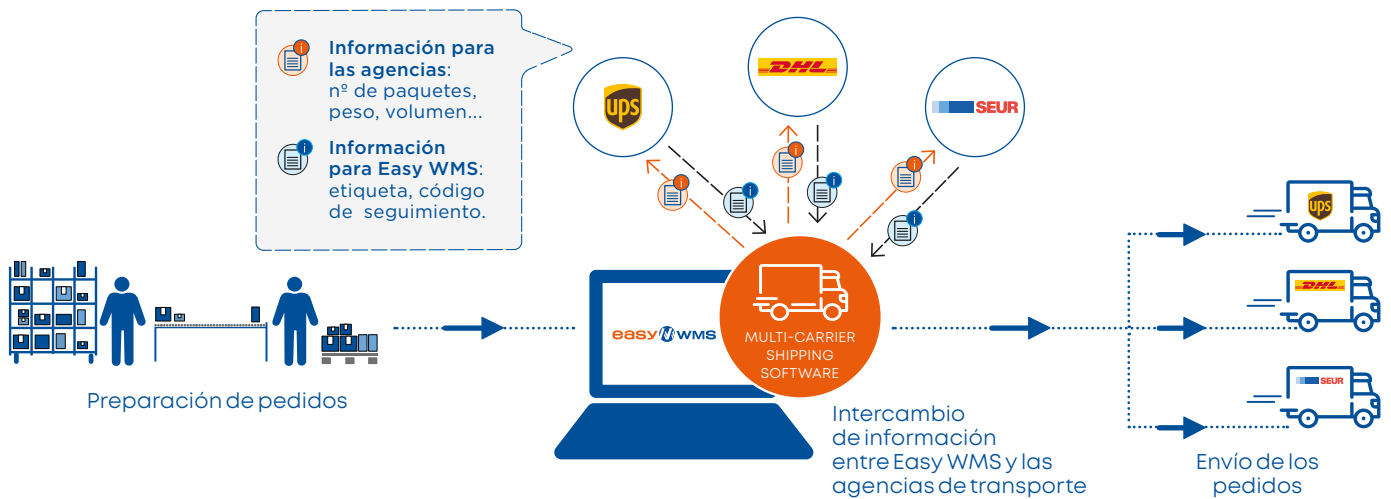 Información para
las agencias:
nº de paquetes,
peso, volumen...
Información
para Easy WMS:
etiqueta, código
de seguimiento.
ups
DHL
SEUR
i
i
i
i
i
i
i
i
easy WMS
MULTI-CARRIER
SHIPPING
SOFTWARE
ups
DHL
SEUR
Preparación de pedidos
Intercambio
de información
entre Easy WMS y las
agencias de transporte
Envío de los
pedidos